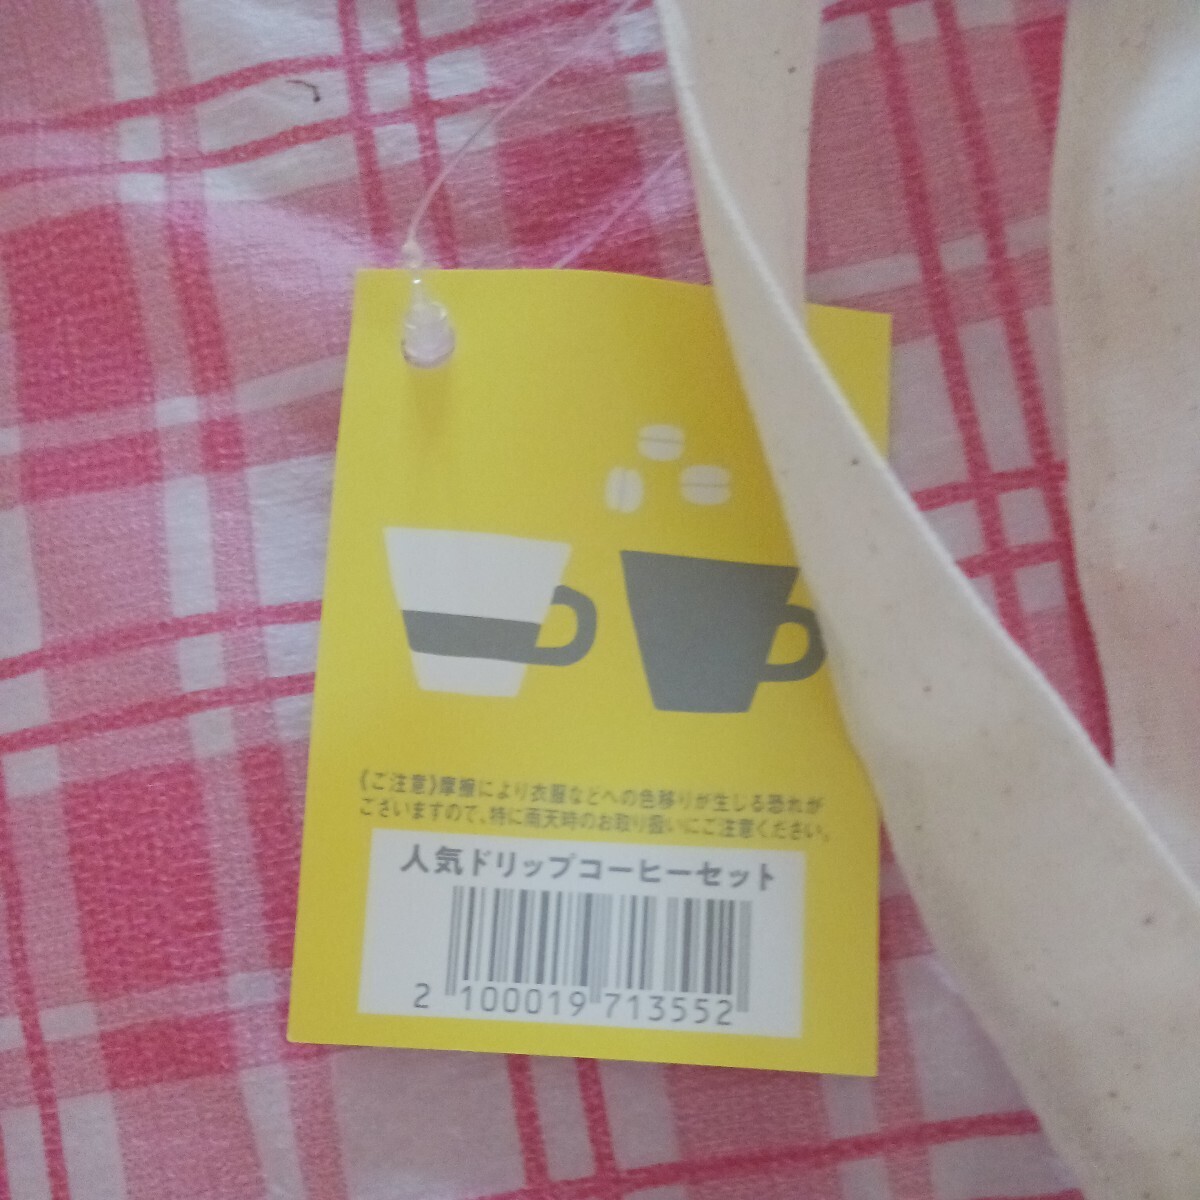 《ご注意》摩擦により衣服などへの色移りが生じる恐れが
ございますので、特に雨天時のお取り扱いにご注意ください。
人気ドリップコーヒーセット
2 100019 713552